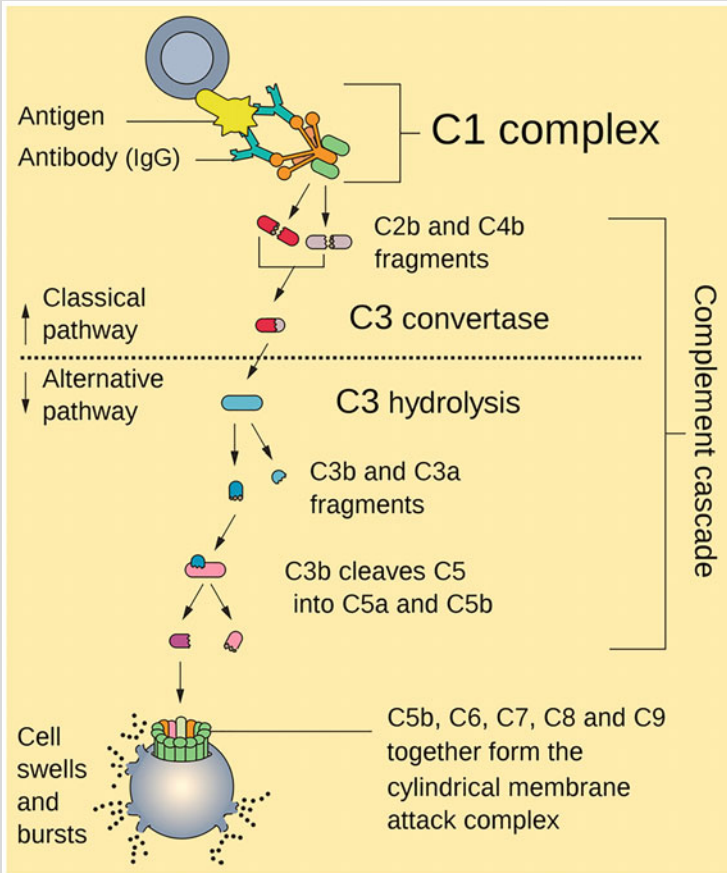 Antigen
Antibody (IgG)
C1 complex
C2b and C4b
fragments
Classical
pathway
C3 convertase
Alternative
pathway
C3 hydrolysis
C3b and C3a
fragments
C3b cleaves C5
into C5a and C5b
Complement cascade
Cell
swells
and
bursts
C5b, C6, C7, C8 and C9
together form the
cylindrical membrane
attack complex